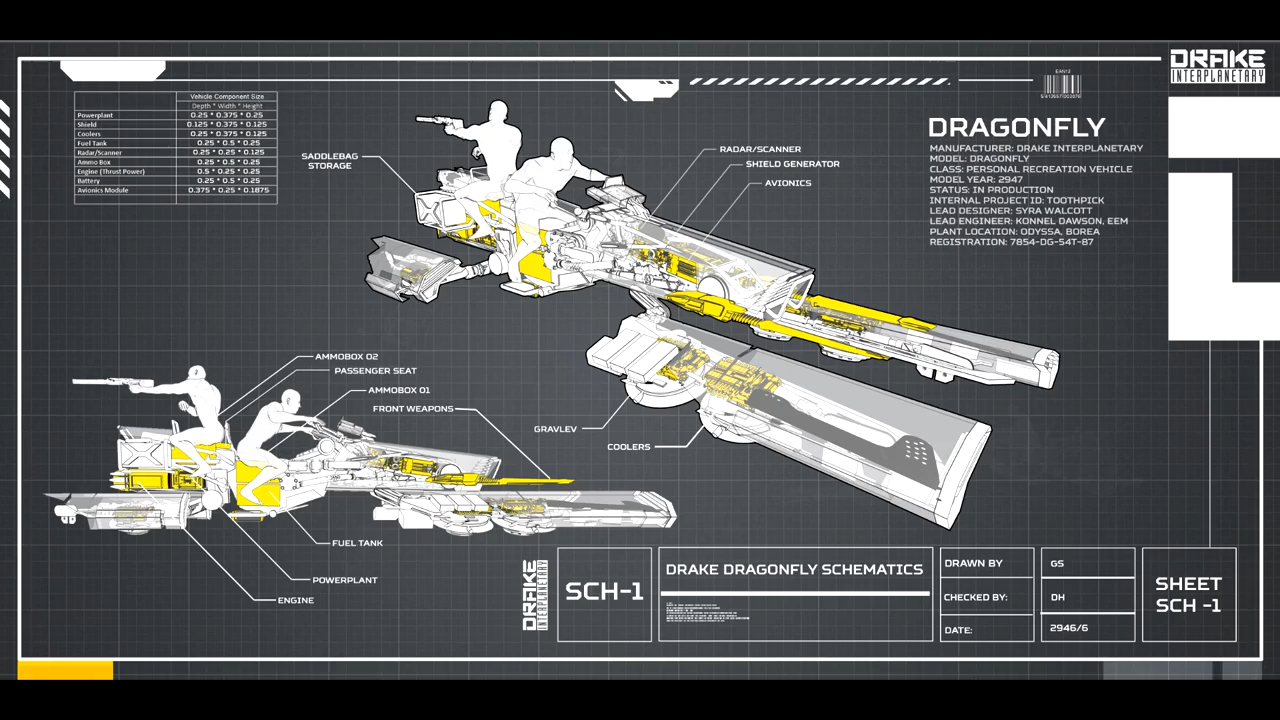 DRAKE
INTERPLANETARY
EAN13
Vehicle Component Size
Depth * Width * Height
Powerplant 0.25 * 0.375 * 0.25
Shield 0.125 * 0.375 * 0.125
Coolers 0.25 * 0.375 * 0.125
Fuel Tank 0.25 * 0.5 * 0.25
Radar/Scanner 0.25 * 0.25 * 0.125
Ammo Box 0.25 * 0.5 * 0.25
Engine (Thrust Power) 0.5 * 0.25 * 0.25
Battery 0.25 * 0.5 * 0.25
Avionics Module 0.375 * 0.25 * 0.1875
DRAGONFLY
MANUFACTURER: DRAKE INTERPLANETARY
MODEL: DRAGONFLY
CLASS: PERSONAL RECREATION VEHICLE
MODEL YEAR: 2947
STATUS: IN PRODUCTION
INTERNAL PROJECT ID: TOOTHPICK
LEAD DESIGNER: SYRA WALCOTT
LEAD ENGINEER: KONNEL DAWSON, EEM
PLANT LOCATION: ODYSSA, BOREA
REGISTRATION: 7854-DG-54T-87
SADDLEBAG
STORAGE
RADAR/SCANNER
SHIELD GENERATOR
AVIONICS
AMMOBOX 02
PASSENGER SEAT
AMMOBOX 01
FRONT WEAPONS
GRAVLEV
COOLERS
FUEL TANK
POWERPLANT
ENGINE
DRAKE
INTERPLANETARY
SCH-1
DRAKE DRAGONFLY SCHEMATICS
DRAWN BY GS
CHECKED BY: DH
DATE: 2946/6
SHEET
SCH -1